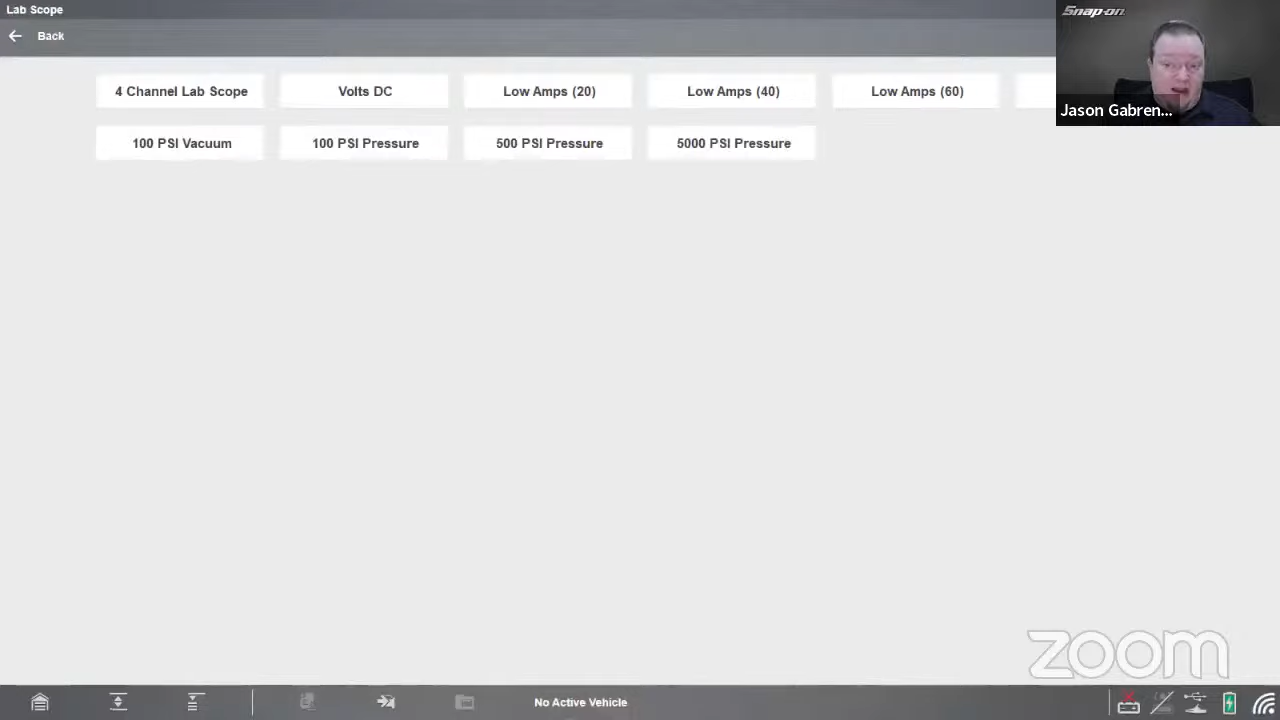 Lab Scope
Snap-on
Back
4 Channel Lab Scope
Volts DC
Low Amps (20)
Low Amps (40)
Low Amps (60)
Jason Gabren...
100 PSI Vacuum
100 PSI Pressure
500 PSI Pressure
5000 PSI Pressure
zoom
No Active Vehicle